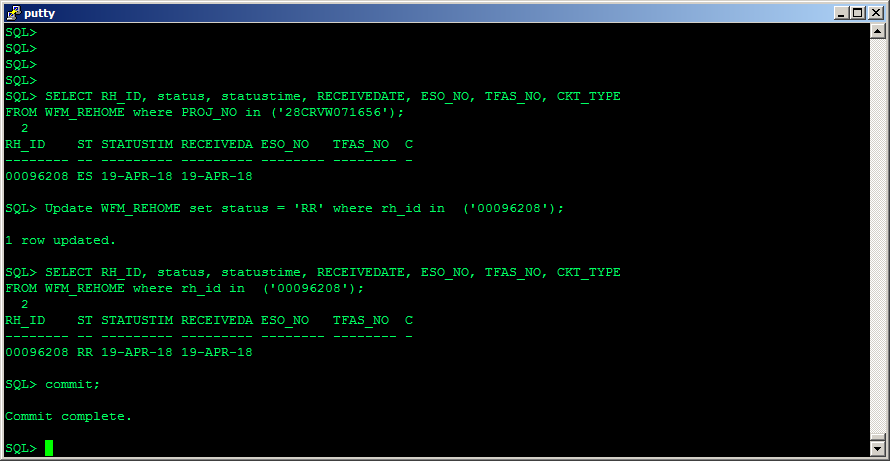 putty
SQL>
SQL>
SQL>
SQL>
SQL> SELECT RH_ID, status, statustime, RECEIVEDATE, ESO_NO, TFAS_NO, CKT_TYPE
FROM WFM_REHOME where PROJ_NO in ('28CRVW071656');
  2
RH_ID    ST STATUSTIM RECEIVEDA ESO_NO   TFAS_NO  C
-------- -- --------- --------- -------- -------- -
00096208 ES 19-APR-18 19-APR-18
SQL> Update WFM_REHOME set status = 'RR' where rh_id in  ('00096208');
1 row updated.
SQL> SELECT RH_ID, status, statustime, RECEIVEDATE, ESO_NO, TFAS_NO, CKT_TYPE
FROM WFM_REHOME where rh_id in  ('00096208');
  2
RH_ID    ST STATUSTIM RECEIVEDA ESO_NO   TFAS_NO  C
-------- -- --------- --------- -------- -------- -
00096208 RR 19-APR-18 19-APR-18
SQL> commit;
Commit complete.
SQL>